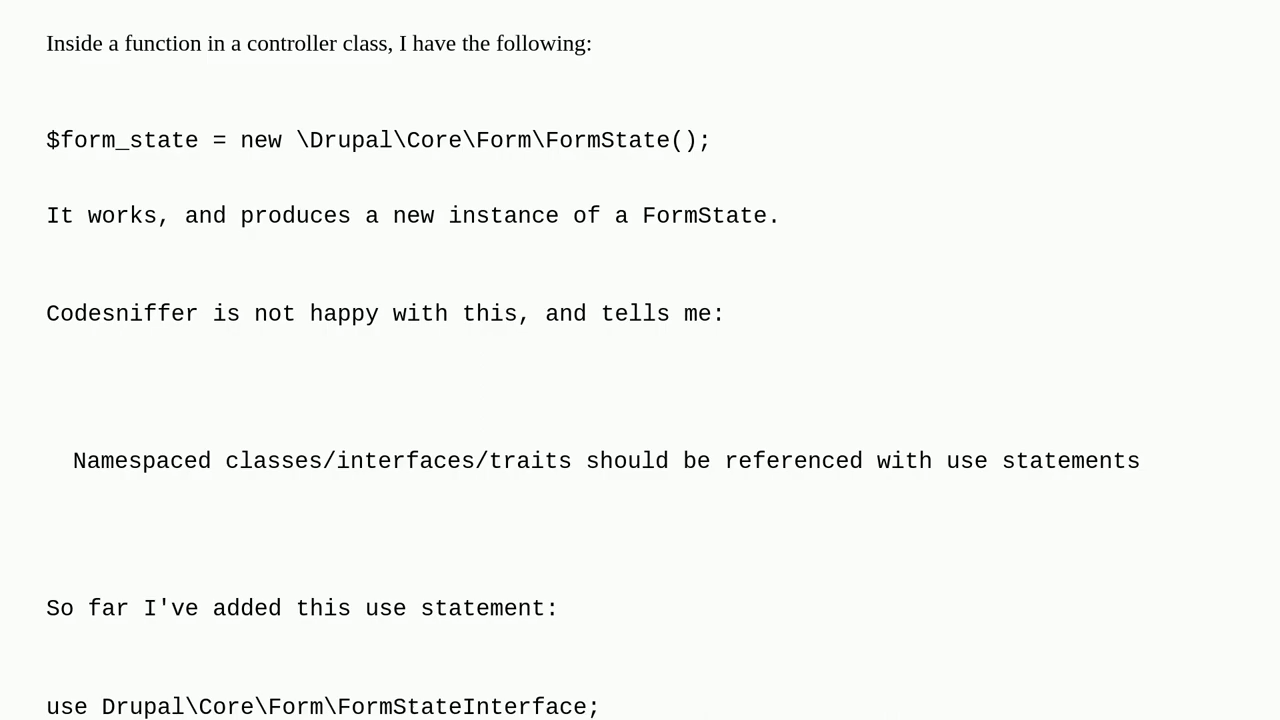 Inside a function in a controller class, I have the following:
$form_state = new \Drupal\Core\Form\FormState();
It works, and produces a new instance of a FormState.
Codesniffer is not happy with this, and tells me:
Namespaced classes/interfaces/traits should be referenced with use statements
So far I've added this use statement:
use Drupal\Core\Form\FormStateInterface;